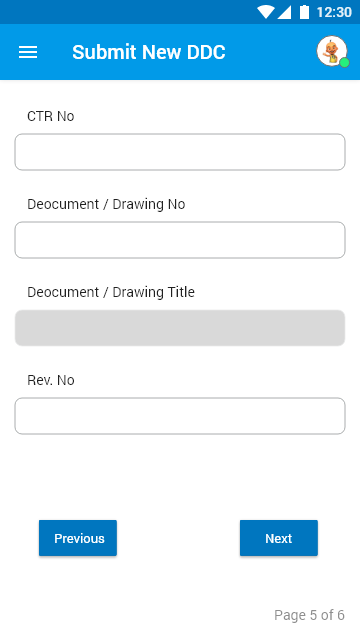 12:30
Submit New DDC
CTR No
Deocument / Drawing No
Deocument / Drawing Title
Rev. No
Previous
Next
Page 5 of 6